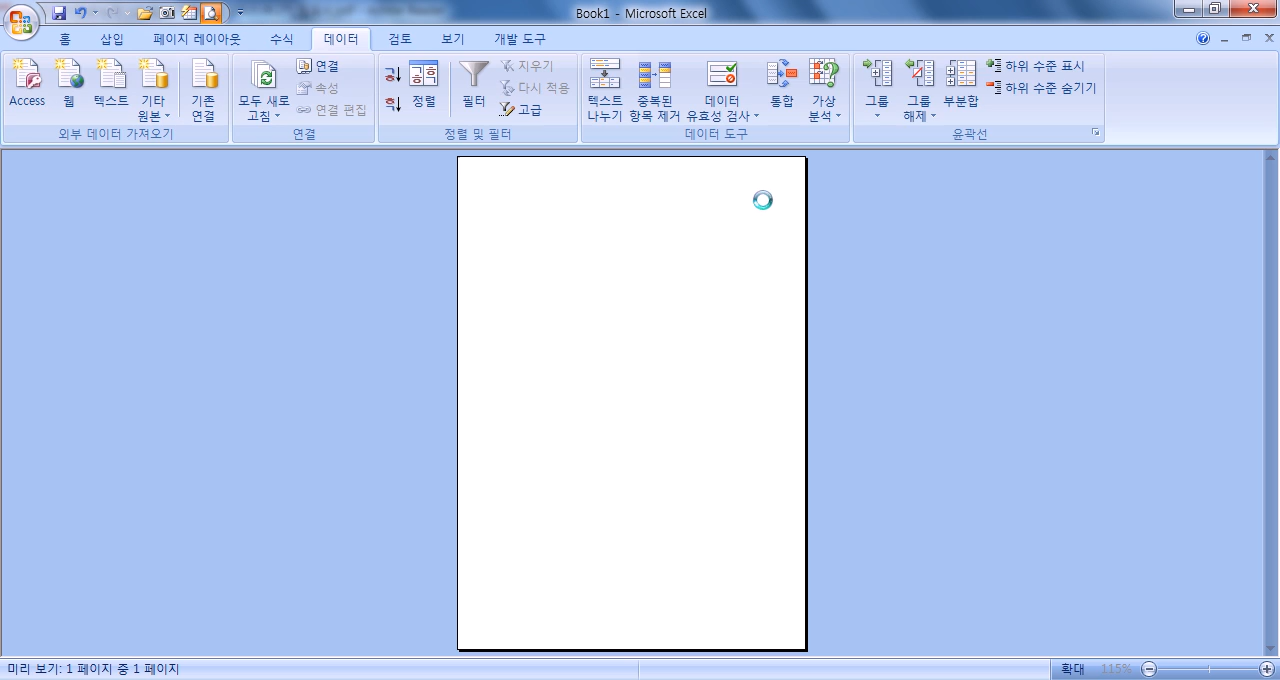 Book1 - Microsoft Excel
홈 삽입 페이지 레이아웃 수식 데이터 검토 보기 개발 도구
Access 웹 텍스트 기타 원본 기존 연결
외부 데이터 가져오기
모두 새로 고침 연결 속성 연결 편집
연결
정렬 필터 지우기 다시 적용 고급
정렬 및 필터
텍스트 나누기 중복된 항목 제거 데이터 유효성 검사 통합 가상 분석
데이터 도구
그룹 그룹 해제 부분합 하위 수준 표시 하위 수준 숨기기
윤곽선
미리 보기: 1 페이지 중 1 페이지
확대 115%